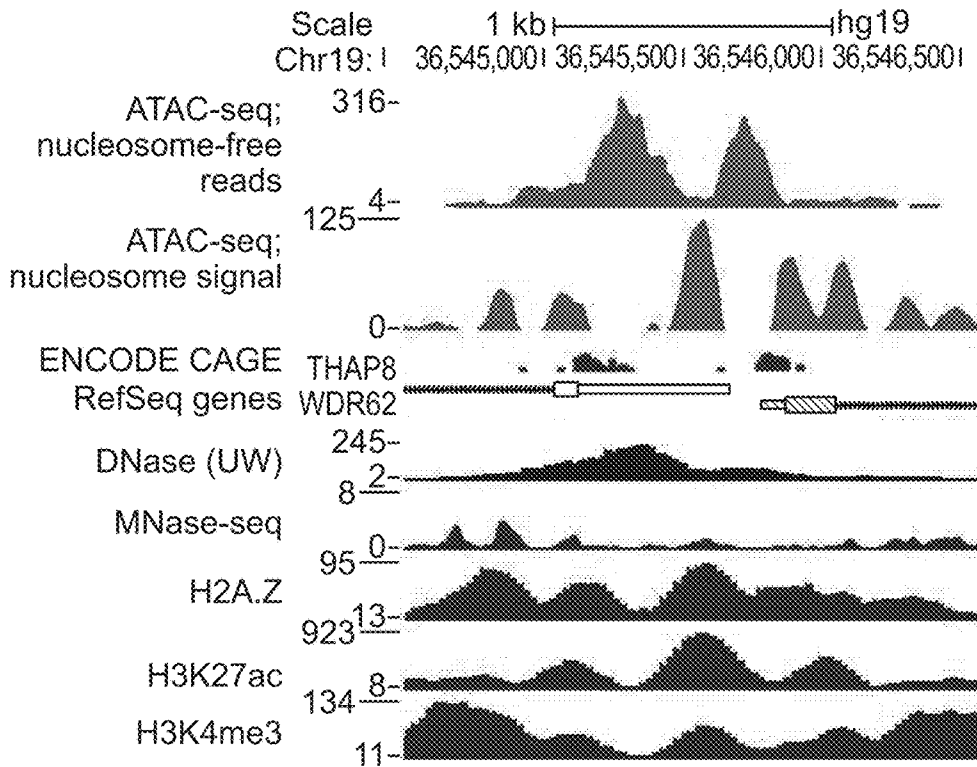 Scale 1 kb hg19
Chr19: 36,545,000 36,545,500 36,546,000 36,546,500
ATAC-seq;
nucleosome-free
reads
316
4
ATAC-seq;
nucleosome signal
125
0
ENCODE CAGE
RefSeq genes
THAP8
WDR62
DNase (UW)
245
2
MNase-seq
8
0
H2A.Z
95
13
H3K27ac
923
8
H3K4me3
134
11